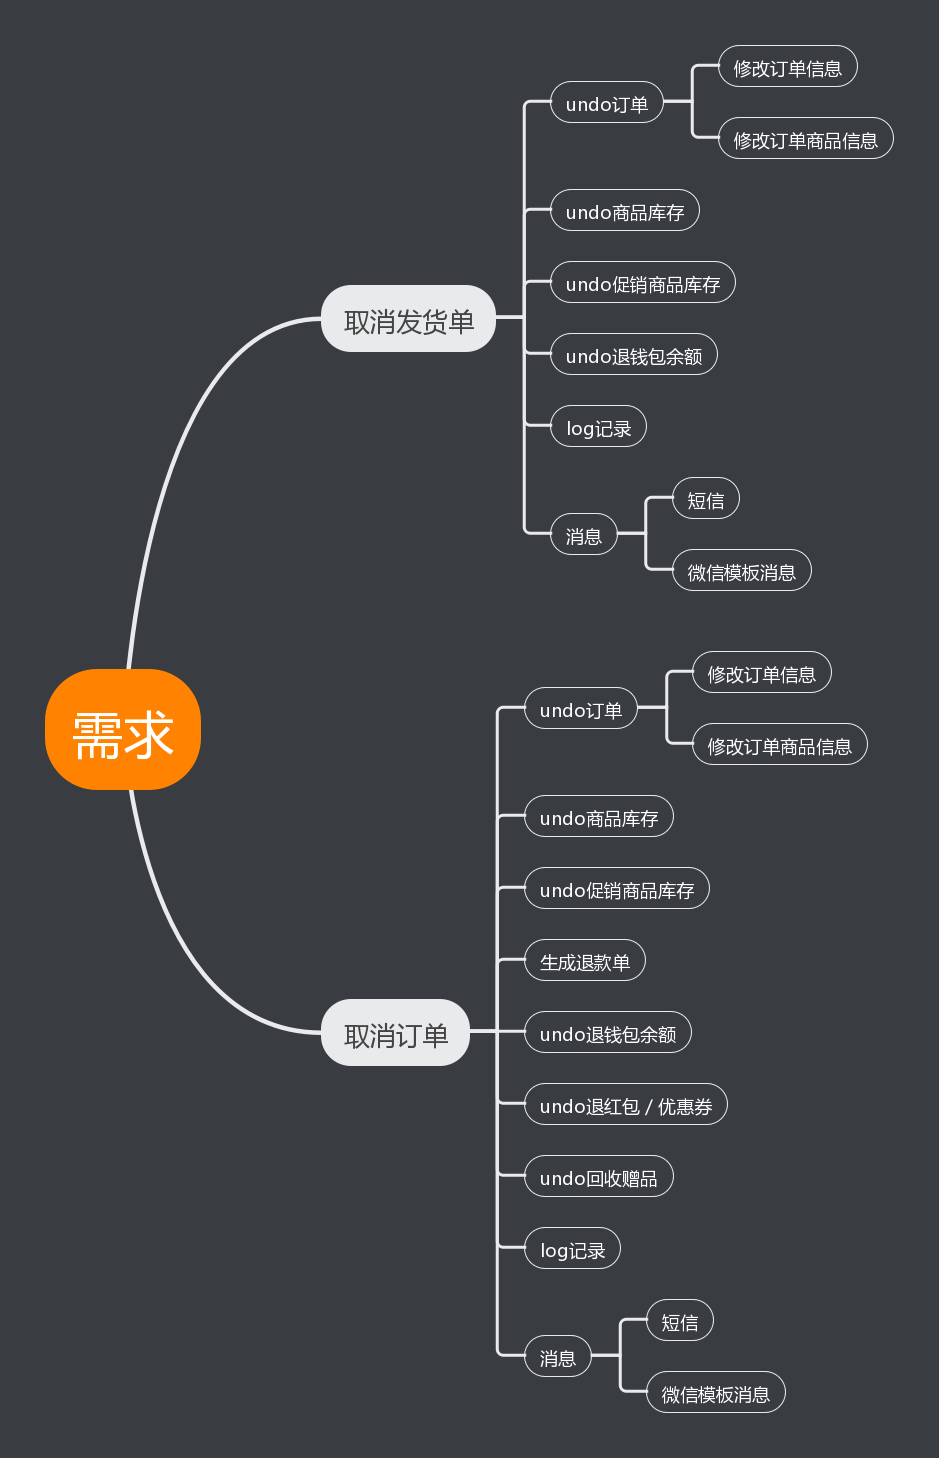 需求
取消发货单
undo订单
修改订单信息
修改订单商品信息
undo商品库存
undo促销商品库存
undo退钱包余额
log记录
消息
短信
微信模板消息
取消订单
undo订单
修改订单信息
修改订单商品信息
undo商品库存
undo促销商品库存
生成退款单
undo退钱包余额
undo退红包 / 优惠券
undo回收赠品
log记录
消息
短信
微信模板消息